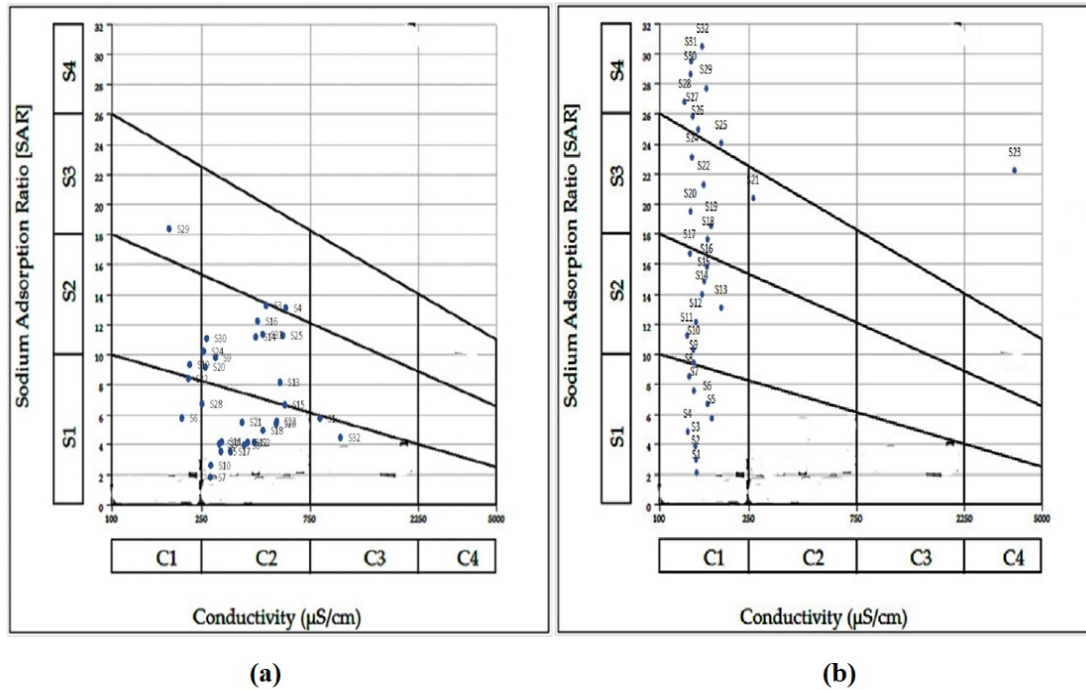 32
30
28
26
24
22
20
18
16
14
12
10
8
6
4
2
0
S4
S3
S2
S1
Sodium Adsorption Ratio [SAR]
S29
S3
S4
S16
S14
S25
S30
S24
S9
S20
S13
S15
S28
S6
S21
S18
S32
S17
S10
S7
100
250
750
2250
5000
C1
C2
C3
C4
Conductivity (µS/cm)
(a)
32
30
28
26
24
22
20
18
16
14
12
10
8
6
4
2
0
S4
S3
S2
S1
Sodium Adsorption Ratio [SAR]
S32
S31
S30
S29
S28
S27
S26
S25
S24
S23
S22
S21
S20
S19
S18
S17
S16
S15
S14
S13
S12
S11
S10
S9
S8
S7
S6
S5
S4
S3
S2
S1
100
250
750
2250
5000
C1
C2
C3
C4
Conductivity (µS/cm)
(b)